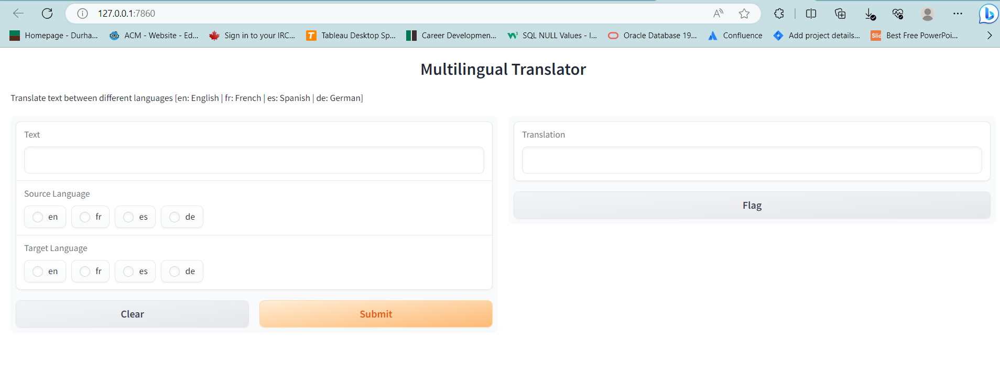 127.0.0.1:7860
Homepage - Durha... ACM - Website - Ed... Sign in to your IRC... Tableau Desktop Sp... Career Developmen... SQL NULL Values - I... Oracle Database 19... Confluence Add project details... Slic Best Free PowerPoi...
Multilingual Translator
Translate text between different languages [en: English | fr: French | es: Spanish | de: German]
Text
Translation
Flag
Source Language
en fr es de
Target Language
en fr es de
Clear Submit